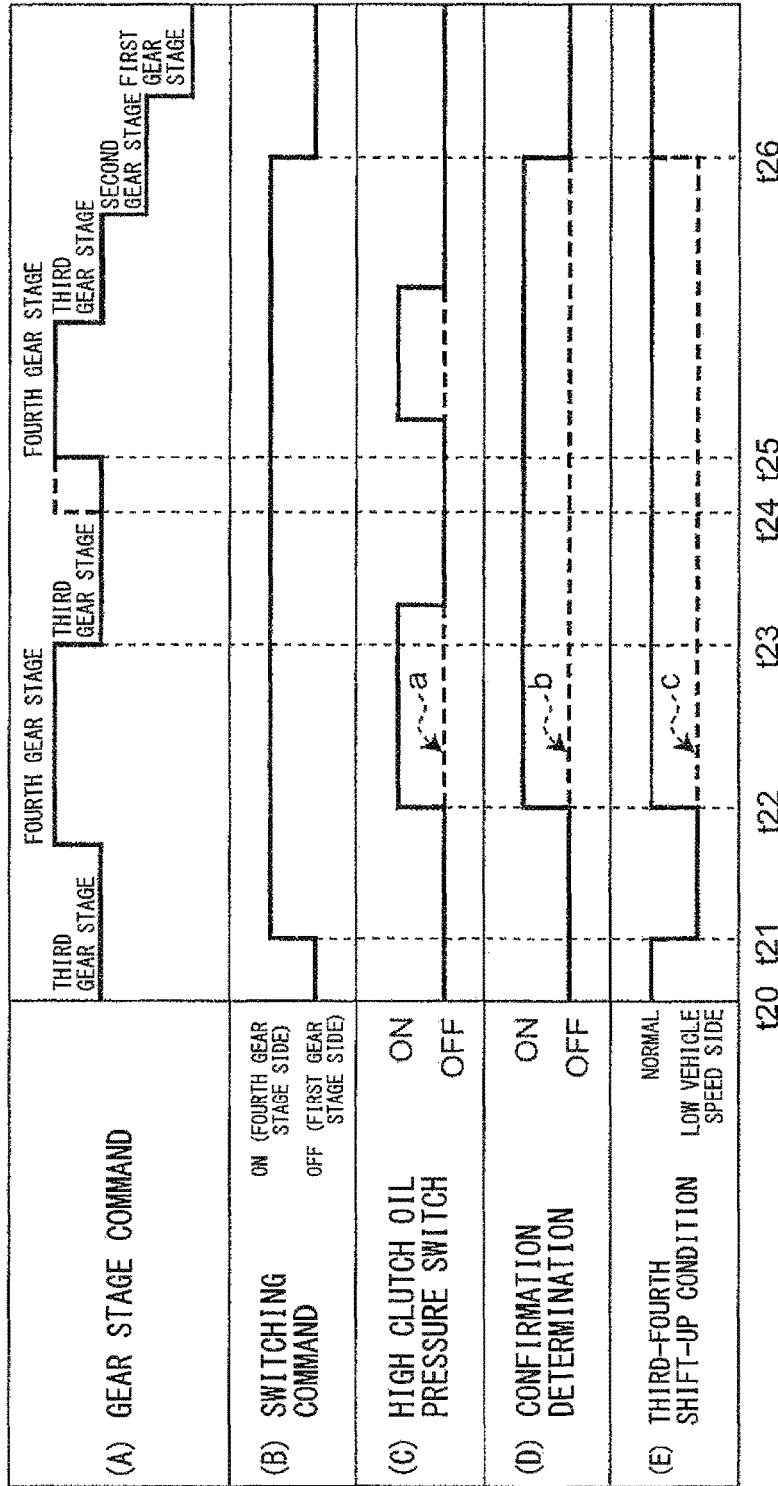 (A) GEAR STAGE COMMAND
THIRD
GEAR STAGE
FOURTH GEAR STAGE
THIRD
GEAR STAGE
FOURTH GEAR STAGE
THIRD
GEAR STAGE
SECOND
GEAR STAGE
FIRST
GEAR
STAGE
(B) SWITCHING
COMMAND
ON (FOURTH GEAR
STAGE SIDE)
OFF (FIRST GEAR
STAGE SIDE)
(C) HIGH CLUTCH OIL
PRESSURE SWITCH
ON
OFF
a
(D) CONFIRMATION
DETERMINATION
ON
OFF
b
(E) THIRD-FOURTH
SHIFT-UP CONDITION
NORMAL
LOW VEHICLE
SPEED SIDE
c
t20 t21 t22 t23 t24 t25 t26